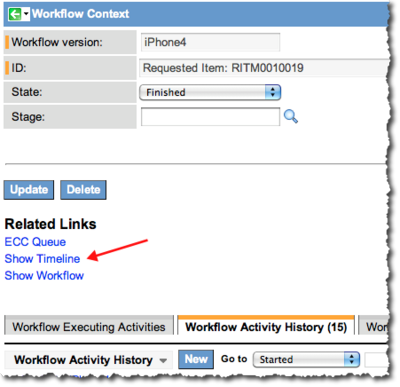 Workflow Context
Workflow version: iPhone4
ID: Requested Item: RITM0010019
State: Finished
Stage:
Update Delete
Related Links
ECC Queue
Show Timeline
Show Workflow
Workflow Executing Activities Workflow Activity History (15)
Workflow Activity History New Go to Started